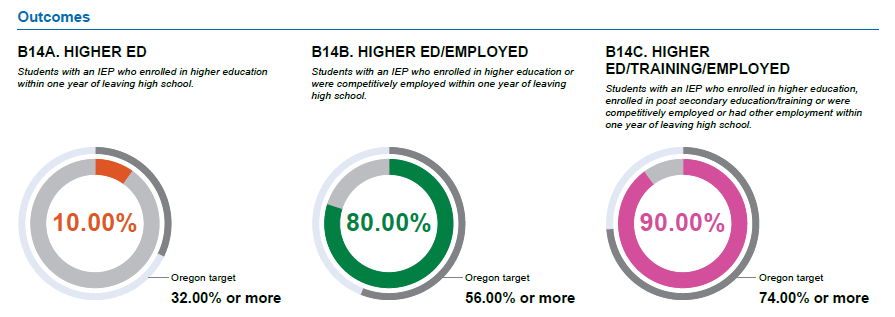 Outcomes
B14A. HIGHER ED
Students with an IEP who enrolled in higher education
within one year of leaving high school.
10.00%
Oregon target
32.00% or more
B14B. HIGHER ED/EMPLOYED
Students with an IEP who enrolled in higher education or
were competitively employed within one year of leaving
high school.
80.00%
Oregon target
56.00% or more
B14C. HIGHER
ED/TRAINING/EMPLOYED
Students with an IEP who enrolled in higher education,
enrolled in post secondary education/training or were
competitively employed or had other employment within
one year of leaving high school.
90.00%
Oregon target
74.00% or more